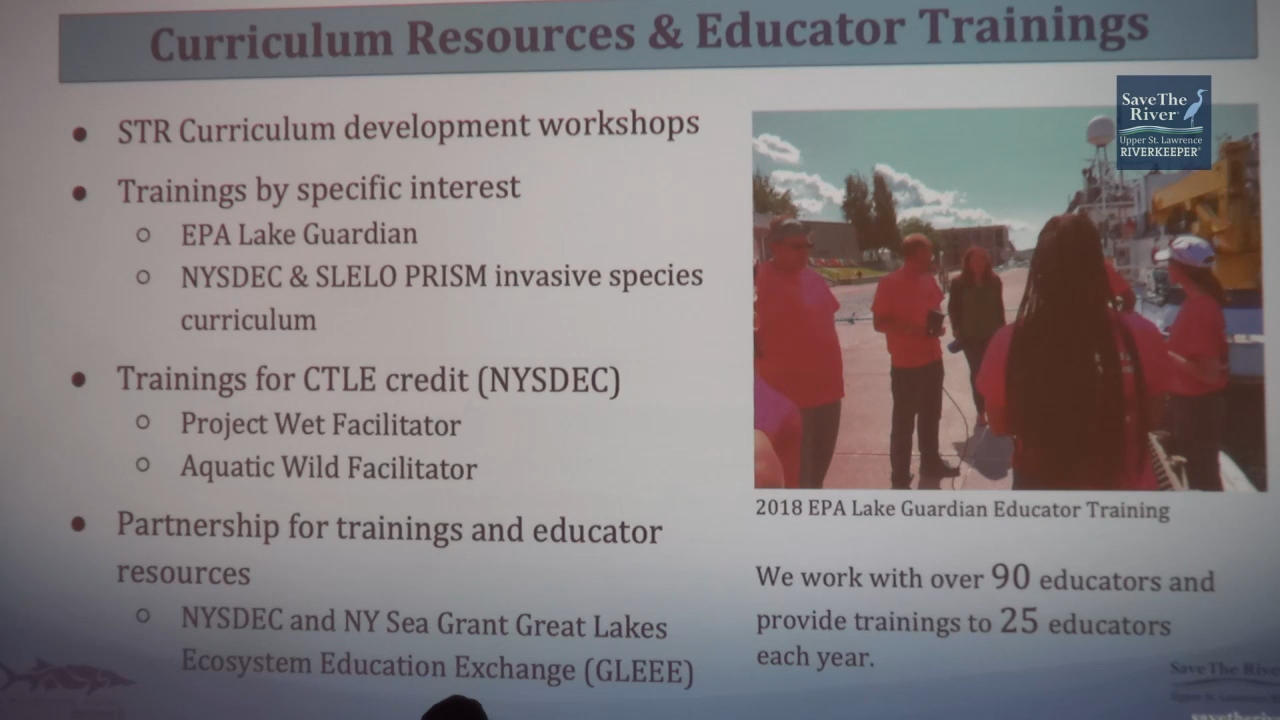 Curriculum Resources & Educator Trainings
SaveThe
River
Upper St. Lawrence
RIVERKEEPER®
● STR Curriculum development workshops
● Trainings by specific interest
○ EPA Lake Guardian
○ NYSDEC & SLELO PRISM invasive species
curriculum
● Trainings for CTLE credit (NYSDEC)
○ Project Wet Facilitator
○ Aquatic Wild Facilitator
● Partnership for trainings and educator
resources
○ NYSDEC and NY Sea Grant Great Lakes
Ecosystem Education Exchange (GLEEE)
2018 EPA Lake Guardian Educator Training
We work with over 90 educators and
provide trainings to 25 educators
each year.
Save The
Upper St. Lawrence